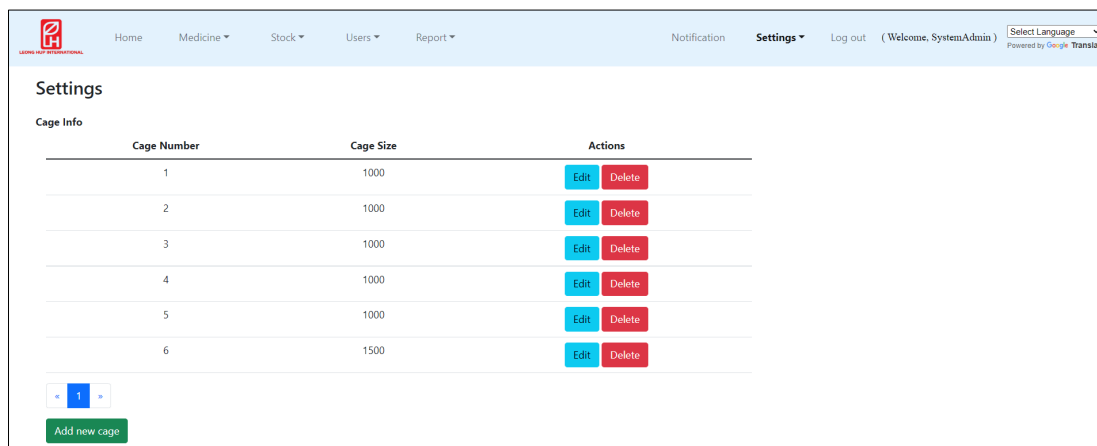 LEONG HUP INTERNATIONAL
Home Medicine Stock Users Report Notification Settings Log out ( Welcome, SystemAdmin ) Select Language
Powered by Google Transla
Settings
Cage Info
Cage Number Cage Size Actions
1 1000 Edit Delete
2 1000 Edit Delete
3 1000 Edit Delete
4 1000 Edit Delete
5 1000 Edit Delete
6 1500 Edit Delete
« 1 »
Add new cage